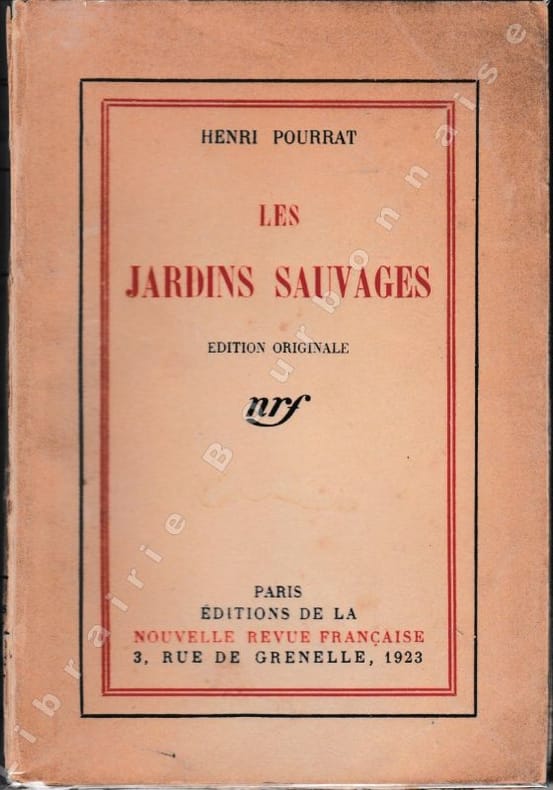 HENRI POURRAT
LES
JARDINS SAUVAGES
EDITION ORIGINALE
nrf
PARIS
ÉDITIONS DE LA
NOUVELLE REVUE FRANÇAISE
3, RUE DE GRENELLE, 1923
Librairie Bourbonnaise